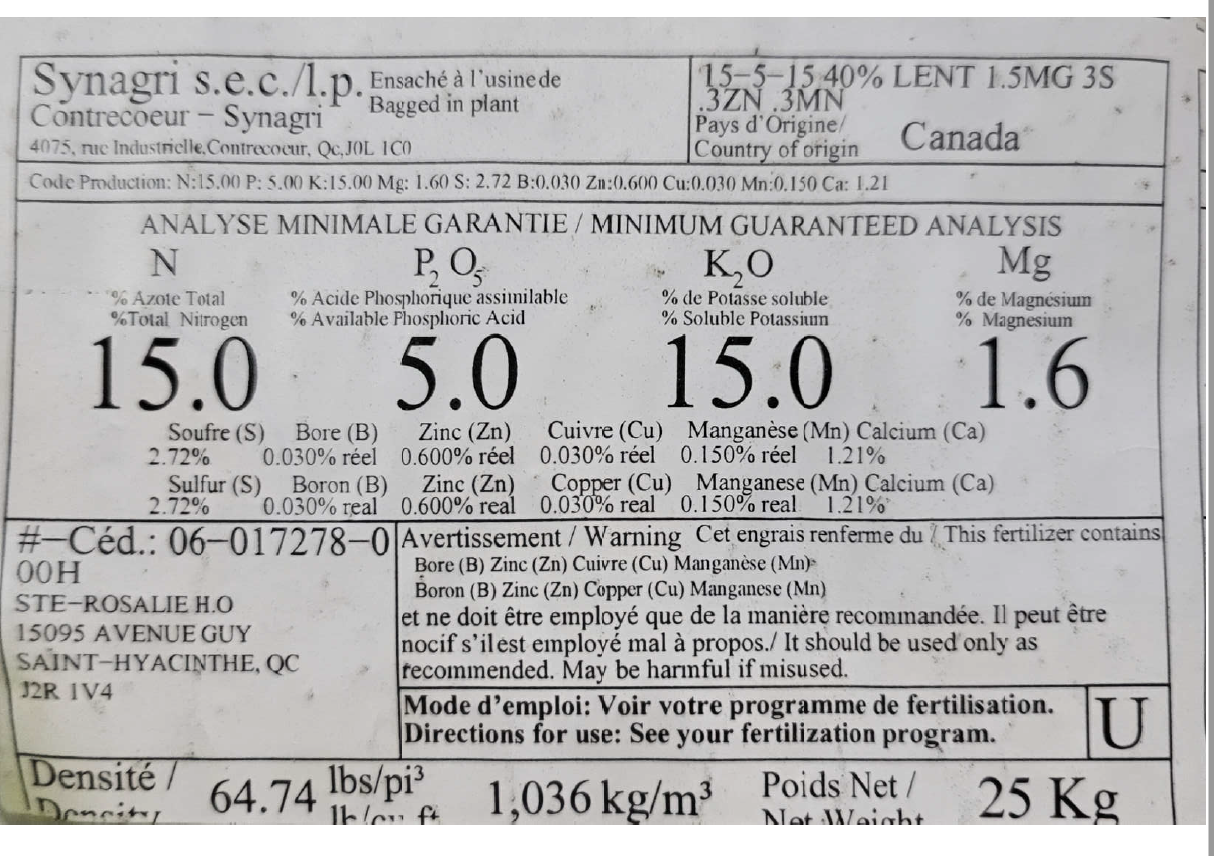 Synagri s.e.c./l.p. Ensaché à l'usine de
Bagged in plant
Contrecoeur – Synagri
4075, rue Industrielle,Contrecoeur, Qc,J0L 1C0
15–5–15 40% LENT 1.5MG 3S
.3ZN .3MN
Pays d'Origine/
Country of origin Canada
Code Production: N:15.00 P: 5.00 K:15.00 Mg: 1.60 S: 2.72 B:0.030 Zn:0.600 Cu:0.030 Mn:0.150 Ca: 1.21
ANALYSE MINIMALE GARANTIE / MINIMUM GUARANTEED ANALYSIS
N P₂O₅ K₂O Mg
% Azote Total % Acide Phosphorique assimilable % de Potasse soluble % de Magnésium
%Total Nitrogen % Available Phosphoric Acid % Soluble Potassium % Magnesium
15.0 5.0 15.0 1.6
Soufre (S) Bore (B) Zinc (Zn) Cuivre (Cu) Manganèse (Mn) Calcium (Ca)
2.72% 0.030% réel 0.600% réel 0.030% réel 0.150% réel 1.21%
Sulfur (S) Boron (B) Zinc (Zn) Copper (Cu) Manganese (Mn) Calcium (Ca)
2.72% 0.030% real 0.600% real 0.030% real 0.150% real 1.21%
#–Céd.: 06–017278–0
00H
STE–ROSALIE H.O
15095 AVENUE GUY
SAINT–HYACINTHE, QC
J2R 1V4
Avertissement / Warning Cet engrais renferme du / This fertilizer contains
Bore (B) Zinc (Zn) Cuivre (Cu) Manganèse (Mn)
Boron (B) Zinc (Zn) Copper (Cu) Manganese (Mn)
et ne doit être employé que de la manière recommandée. Il peut être
nocif s'il est employé mal à propos./ It should be used only as
recommended. May be harmful if misused.
Mode d'emploi: Voir votre programme de fertilisation.
Directions for use: See your fertilization program.
U
Densité / 64.74 lbs/pi³ 1,036 kg/m³ Poids Net / 25 Kg
Density lb/cu ft Net Weight